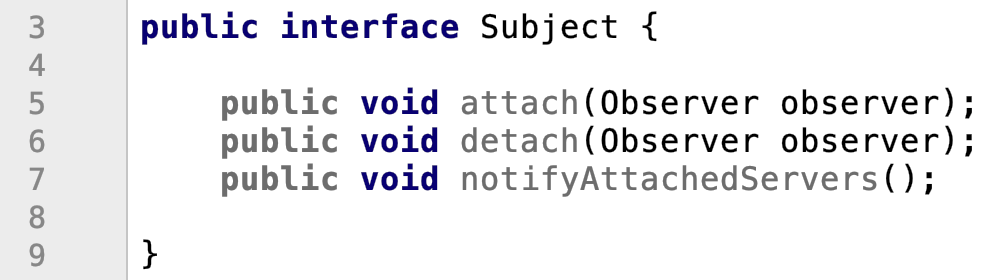 3 public interface Subject {
4
5 public void attach(Observer observer);
6 public void detach(Observer observer);
7 public void notifyAttachedServers();
8
9 }